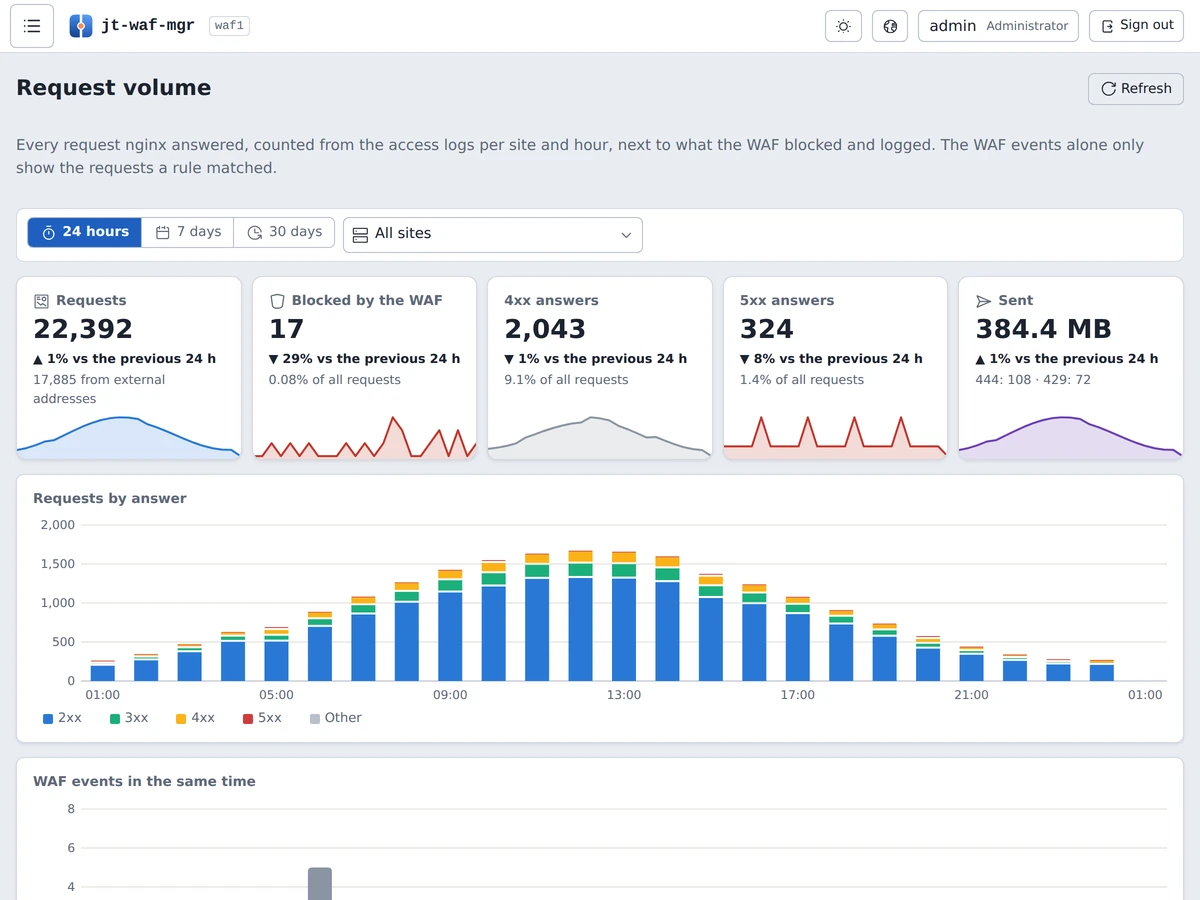 jt-waf-mgr waf1 admin Administrator Sign out
Request volume Refresh
Every request nginx answered, counted from the access logs per site and hour, next to what the WAF blocked and logged. The WAF events alone only
show the requests a rule matched.
24 hours 7 days 30 days All sites
Requests
22,392
▲ 1% vs the previous 24 h
17,885 from external
addresses
Blocked by the WAF
17
▼ 29% vs the previous 24 h
0.08% of all requests
4xx answers
2,043
▼ 1% vs the previous 24 h
9.1% of all requests
5xx answers
324
▼ 8% vs the previous 24 h
1.4% of all requests
Sent
384.4 MB
▲ 1% vs the previous 24 h
444: 108 · 429: 72
Requests by answer
2,000
1,500
1,000
500
0
01:00 05:00 09:00 13:00 17:00 21:00 01:00
2xx 3xx 4xx 5xx Other
WAF events in the same time
8
6
4